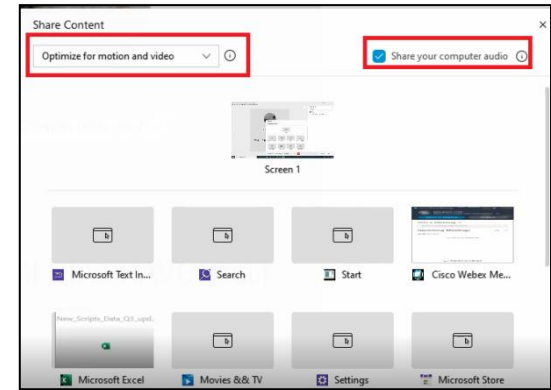 Share Content
Optimize for motion and video
Share your computer audio
Screen 1
Microsoft Text In...
Search
Start
Cisco Webex Me...
New_Scripts_Data_Q3_upd..
Microsoft Excel
Movies && TV
Settings
Microsoft Store